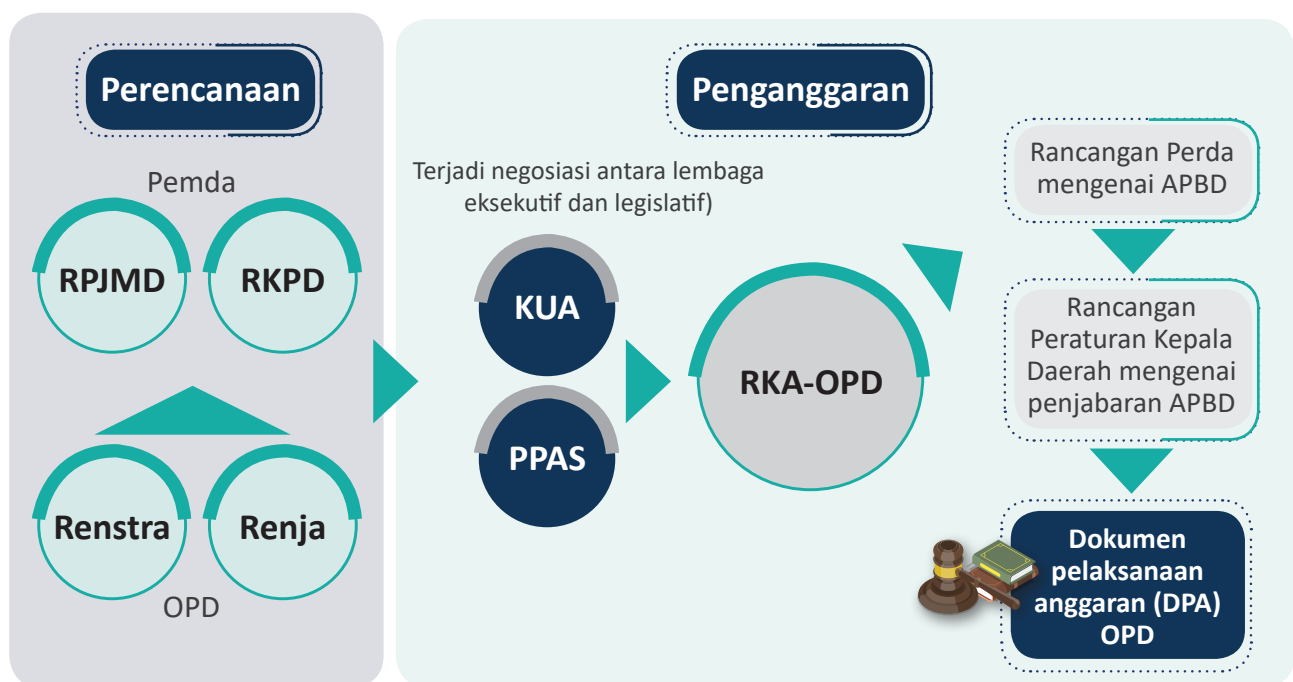 Perencanaan
Pemda
RPJMD
RKPD
Renstra
Renja
OPD
Penganggaran
Terjadi negosiasi antara lembaga
eksekutif dan legislatif)
KUA
PPAS
RKA-OPD
Rancangan Perda
mengenai APBD
Rancangan
Peraturan Kepala
Daerah mengenai
penjabaran APBD
Dokumen
pelaksanaan
anggaran (DPA)
OPD